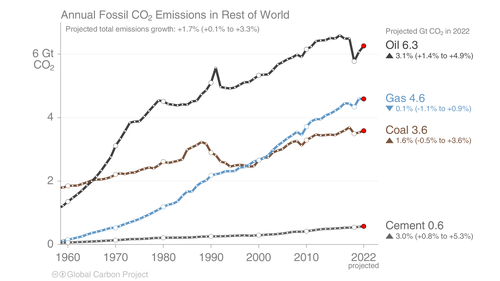 Annual Fossil CO₂ Emissions in Rest of World
Projected total emissions growth: +1.7% (+0.1% to +3.3%)
Projected Gt CO₂ in 2022
6 Gt
CO₂
4
2
0
Oil 6.3
▲ 3.1% (+1.4% to +4.9%)
Gas 4.6
▼ 0.1% (-1.1% to +0.9%)
Coal 3.6
▲ 1.6% (-0.5% to +3.6%)
Cement 0.6
▲ 3.0% (+0.8% to +5.3%)
1960 1970 1980 1990 2000 2010 2022
projected
Global Carbon Project